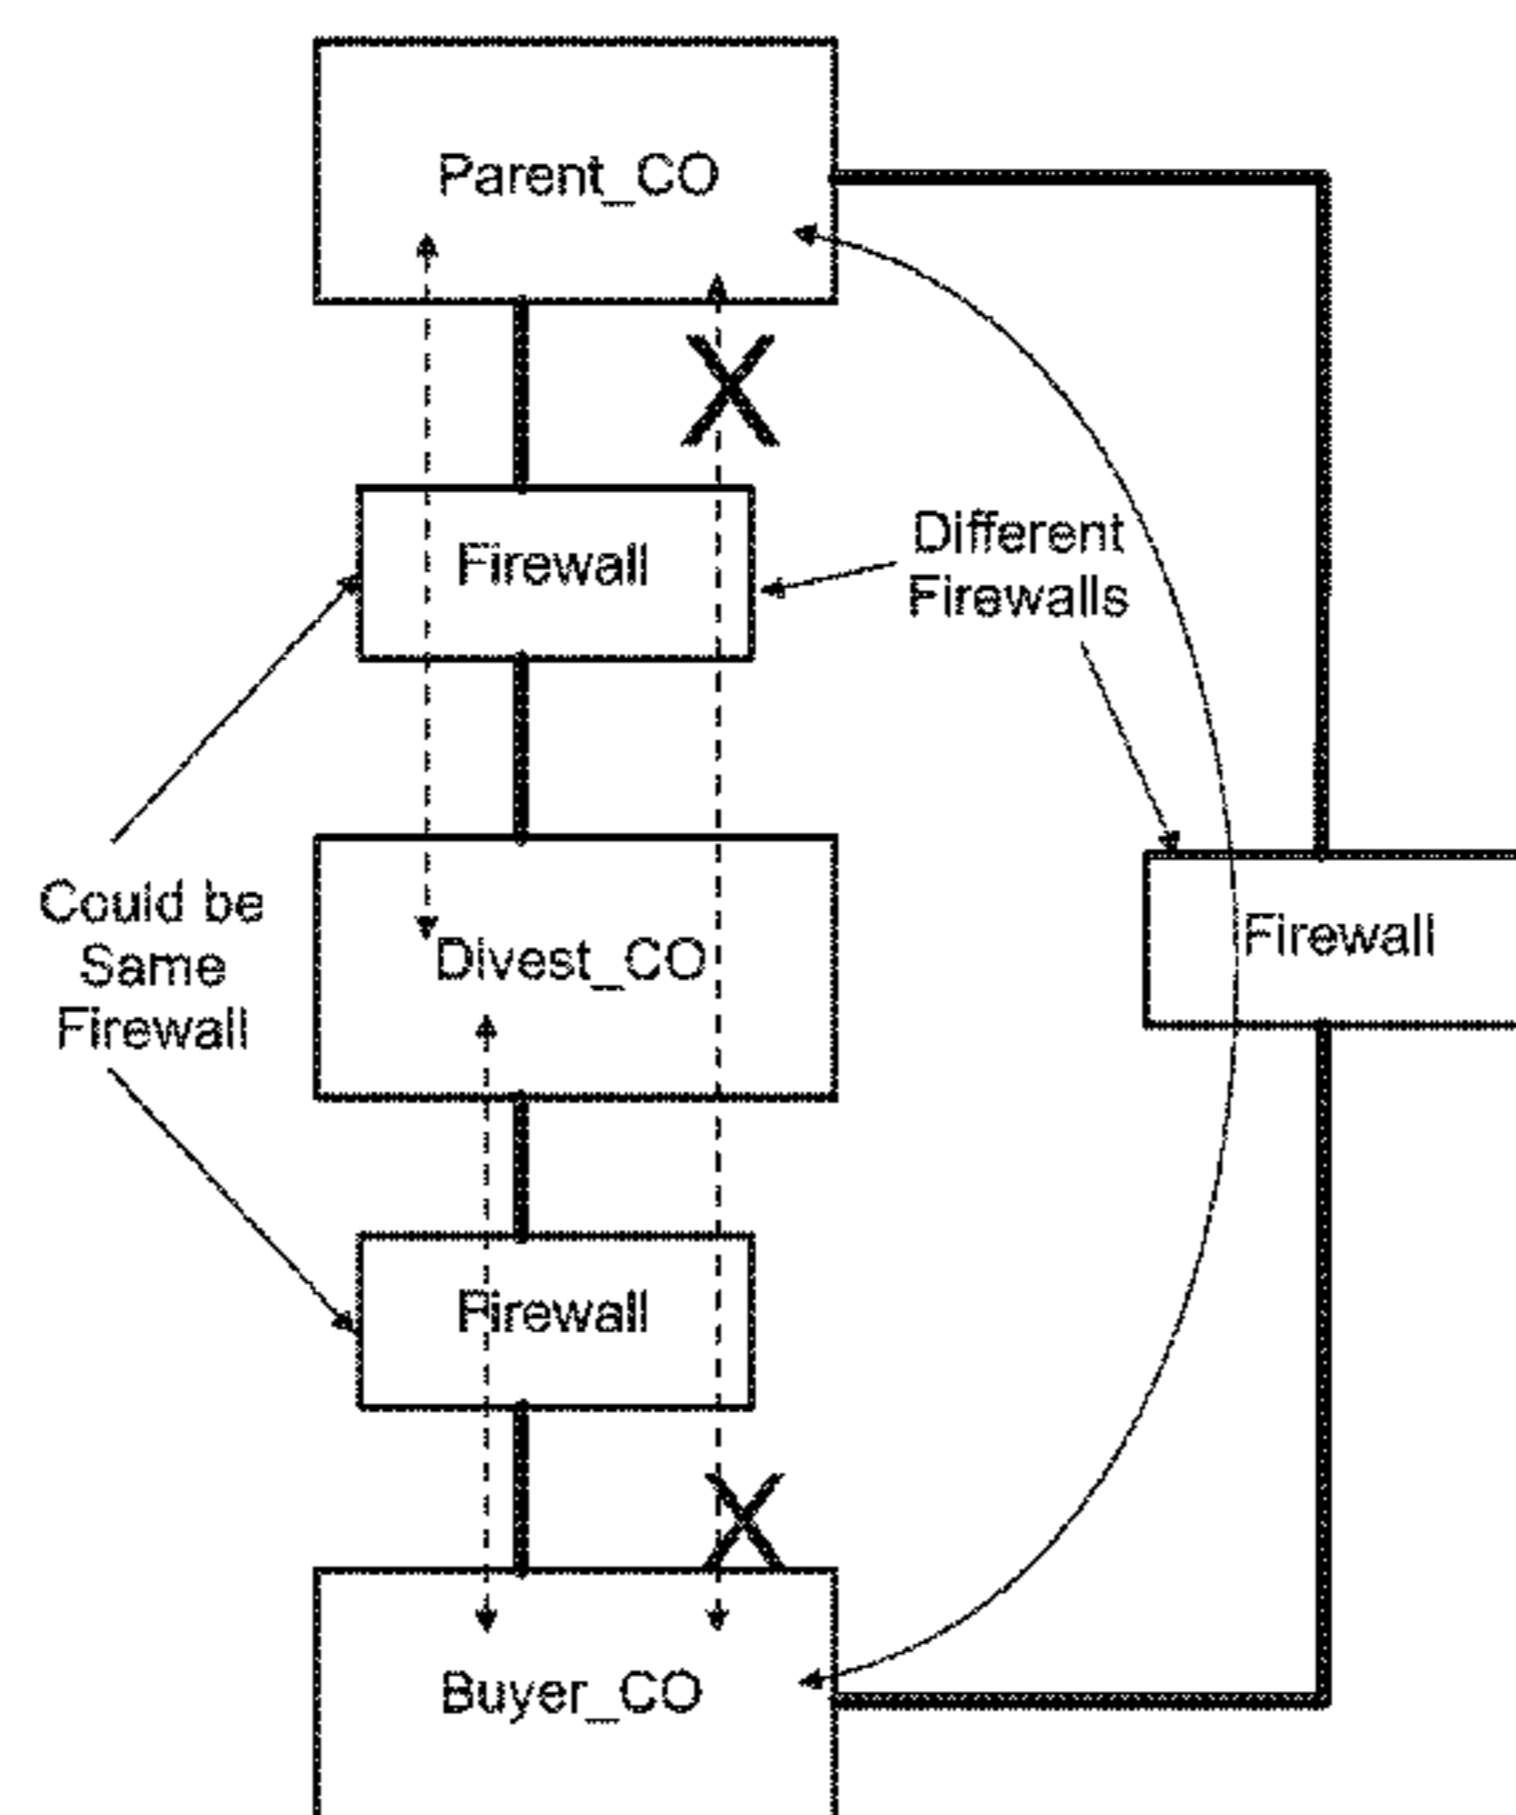 Parent_CO
Firewall
Different
Firewalls
Could be
Same
Firewall
Divest_CO
Firewall
Firewall
Buyer_CO